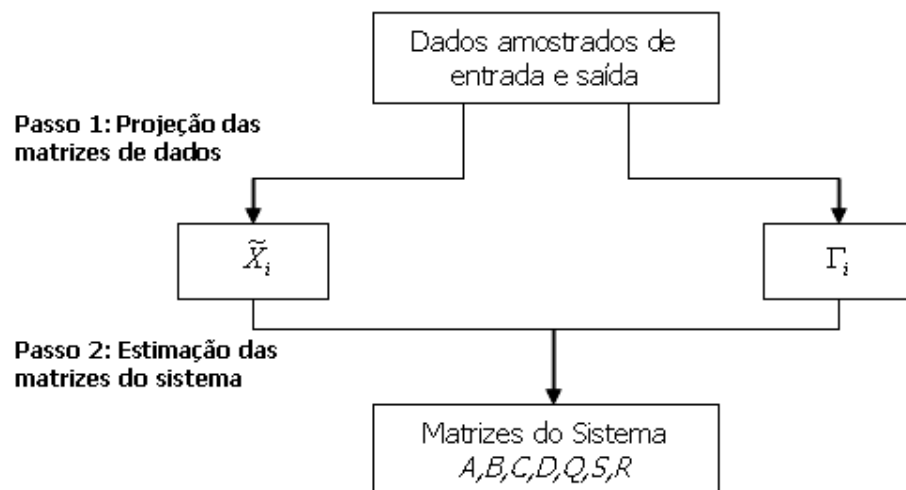 Dados amostrados de
entrada e saída
Passo 1: Projeção das
matrizes de dados
X̃ᵢ
Γᵢ
Passo 2: Estimação das
matrizes do sistema
Matrizes do Sistema
A,B,C,D,Q,S,R